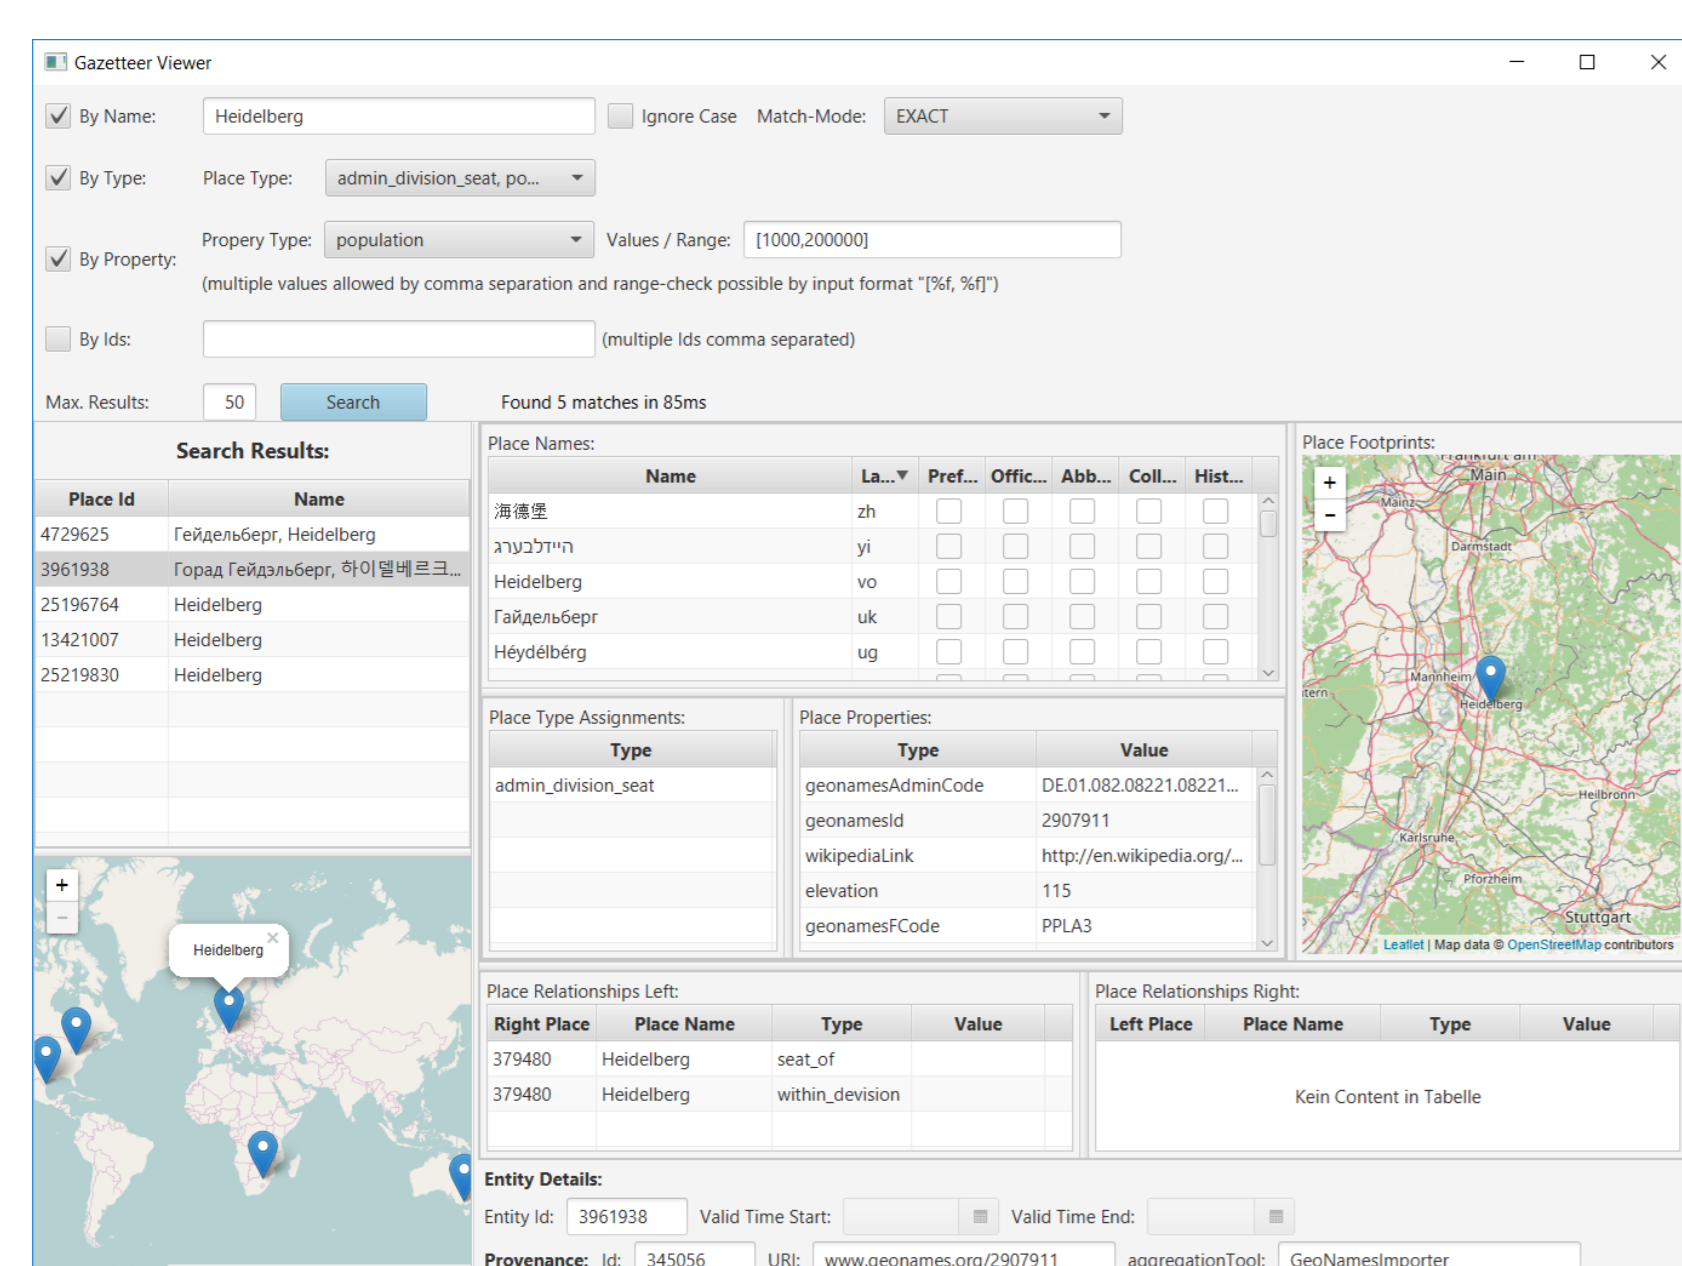 Gazetteer Viewer
By Name: Heidelberg Ignore Case Match-Mode: EXACT
By Type: Place Type: admin_division_seat, po...
Propery Type: population Values / Range: [1000,200000]
By Property:
(multiple values allowed by comma separation and range-check possible by input format "[%f, %f]")
By Ids: (multiple Ids comma separated)
Max. Results: 50 Search Found 5 matches in 85ms
Search Results:
Place Id Name
4729625 Гейдельберг, Heidelberg
3961938 Горад Гейдэльберг, 하이델베르크...
25196764 Heidelberg
13421007 Heidelberg
25219830 Heidelberg
+
−
Heidelberg ×
Place Names:
Name La...▼ Pref... Offic... Abb... Coll... Hist...
海德堡 zh
היידלבערג yi
Heidelberg vo
Гайдельберг uk
Héydélbérg ug
Place Type Assignments:
Type
admin_division_seat
Place Properties:
Type Value
geonamesAdminCode DE.01.082.08221.08221...
geonamesId 2907911
wikipediaLink http://en.wikipedia.org/...
elevation 115
geonamesFCode PPLA3
Place Footprints:
+
-
Frankfurt am
Main
Mainz
Darmstadt
Mannheim
Heidelberg
Heilbronn
Karlsruhe
Pforzheim
Stuttgart
Leaflet | Map data © OpenStreetMap contributors
Place Relationships Left:
Right Place Place Name Type Value
379480 Heidelberg seat_of
379480 Heidelberg within_devision
Place Relationships Right:
Left Place Place Name Type Value
Kein Content in Tabelle
Entity Details:
Entity Id: 3961938 Valid Time Start: Valid Time End:
Provenance: Id: 345056 URI: www.geonames.org/2907911 aggregationTool: GeoNamesImporter